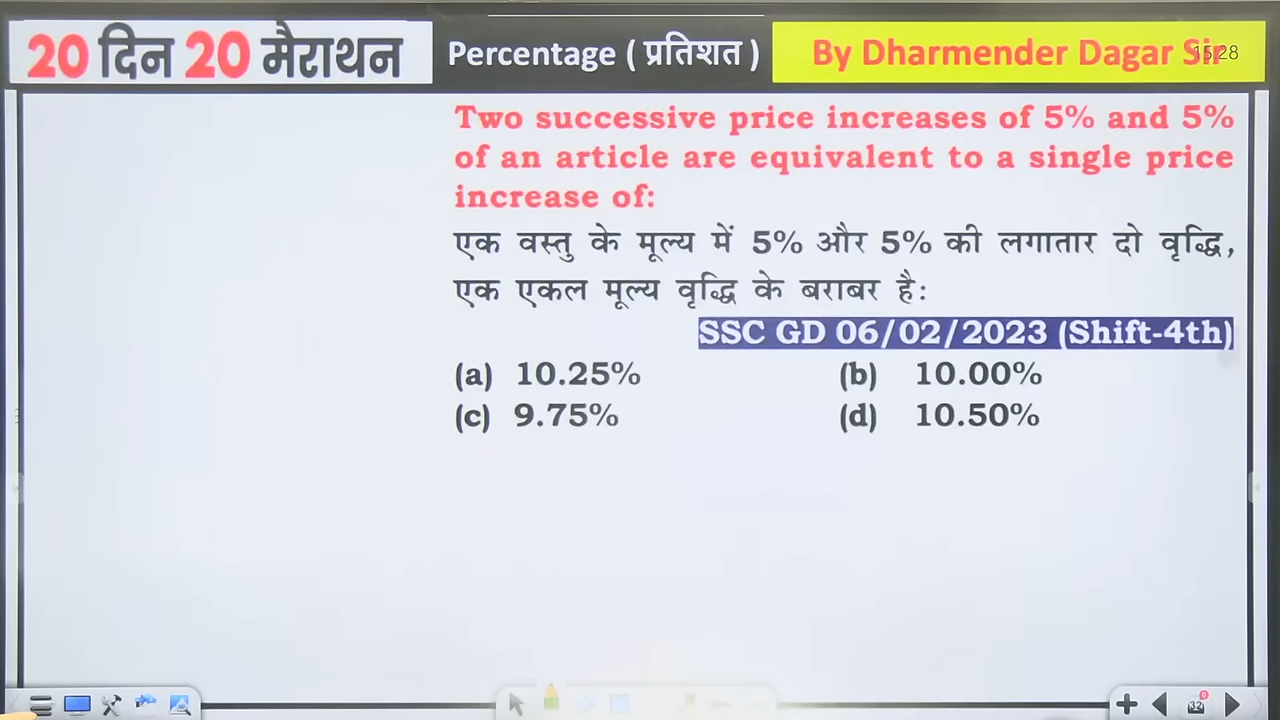 20 दिन 20 मैराथन
Percentage ( प्रतिशत )
By Dharmender Dagar Sir
15:28
Two successive price increases of 5% and 5%
of an article are equivalent to a single price
increase of:
एक वस्तु के मूल्य में 5% और 5% की लगातार दो वृद्धि,
एक एकल मूल्य वृद्धि के बराबर है:
SSC GD 06/02/2023 (Shift-4th)
(a) 10.25% (b) 10.00%
(c) 9.75% (d) 10.50%
32